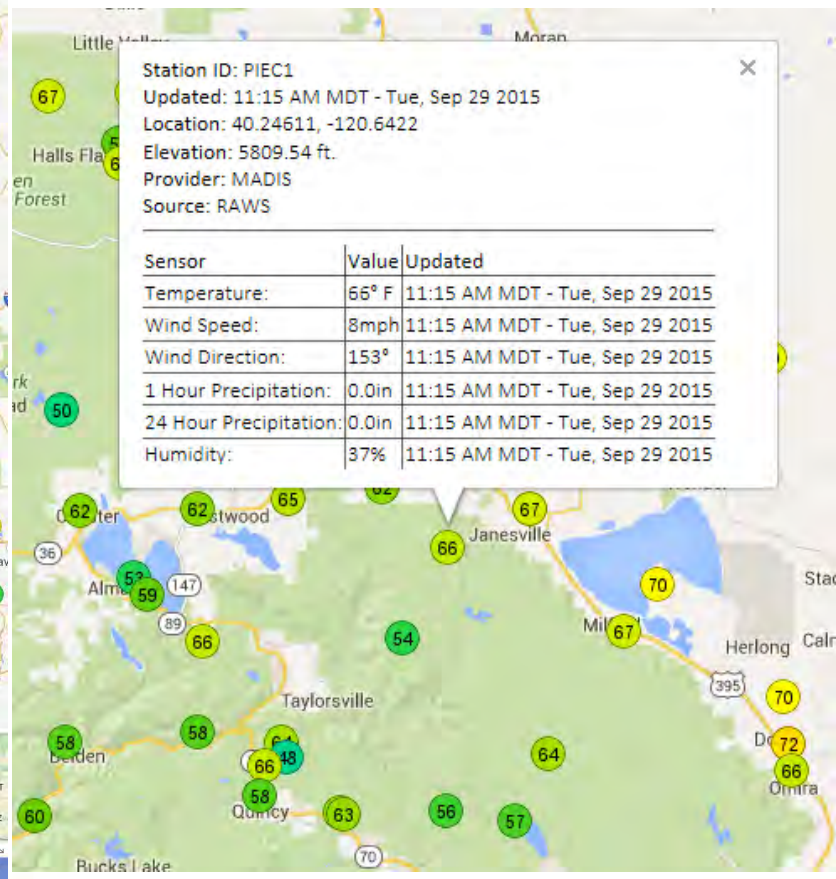 Little Valley
Moran
Station ID: PIEC1
Updated: 11:15 AM MDT - Tue, Sep 29 2015
Location: 40.24611, -120.6422
Elevation: 5809.54 ft.
Provider: MADIS
Source: RAWS
Sensor Value Updated
Temperature: 66° F 11:15 AM MDT - Tue, Sep 29 2015
Wind Speed: 8mph 11:15 AM MDT - Tue, Sep 29 2015
Wind Direction: 153° 11:15 AM MDT - Tue, Sep 29 2015
1 Hour Precipitation: 0.0in 11:15 AM MDT - Tue, Sep 29 2015
24 Hour Precipitation: 0.0in 11:15 AM MDT - Tue, Sep 29 2015
Humidity: 37% 11:15 AM MDT - Tue, Sep 29 2015
67
Halls Fla
en
Forest
rk
ad
50
62
62
stwood
65
62
67
Janesville
66
36
Alma
53
59
147
89
66
54
70
67
Herlong
395
70
72
66
Taylorsville
58
58
64
66
48
58
Quincy
60
63
64
56
57
70
Bucks Lake